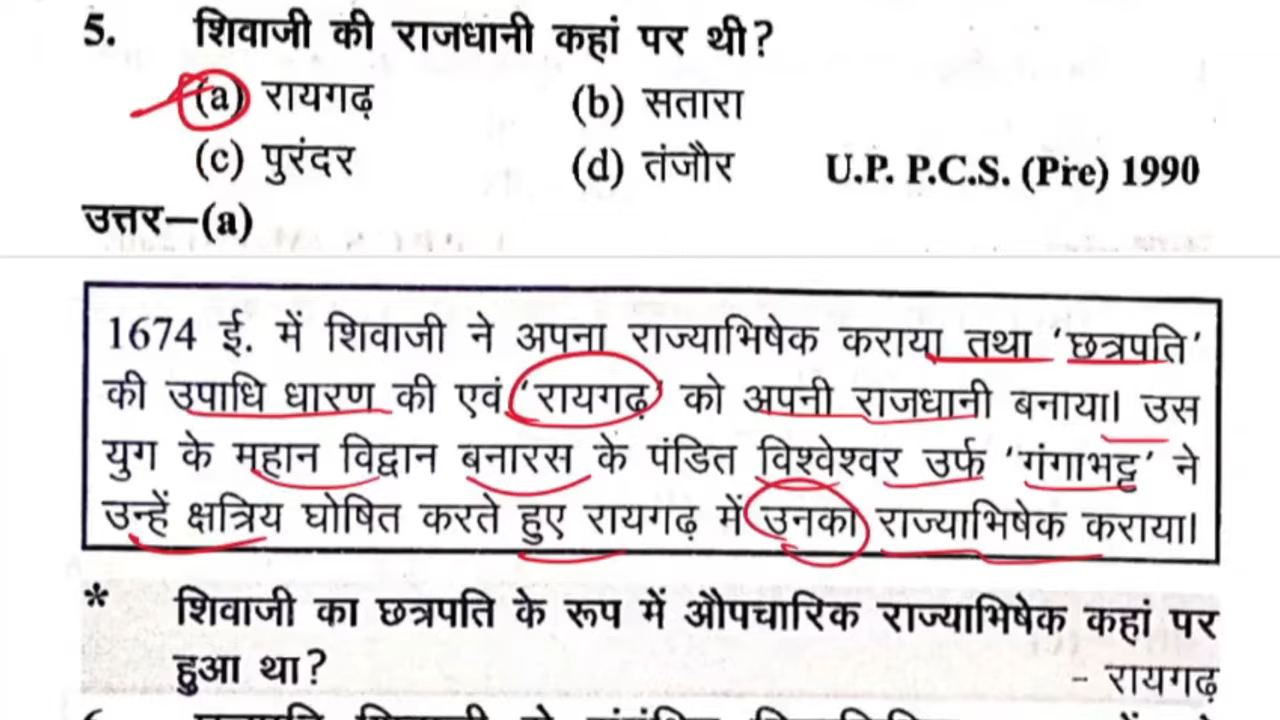 5. शिवाजी की राजधानी कहां पर थी?
(a) रायगढ़ (b) सतारा
(c) पुरंदर (d) तंजौर U.P. P.C.S. (Pre) 1990
उत्तर–(a)
1674 ई. में शिवाजी ने अपना राज्याभिषेक कराया तथा 'छत्रपति'
की उपाधि धारण की एवं 'रायगढ़' को अपनी राजधानी बनाया। उस
युग के महान विद्वान बनारस के पंडित विश्वेश्वर उर्फ 'गंगाभट्ट' ने
उन्हें क्षत्रिय घोषित करते हुए रायगढ़ में उनका राज्याभिषेक कराया।
* शिवाजी का छत्रपति के रूप में औपचारिक राज्याभिषेक कहां पर
हुआ था? - रायगढ़